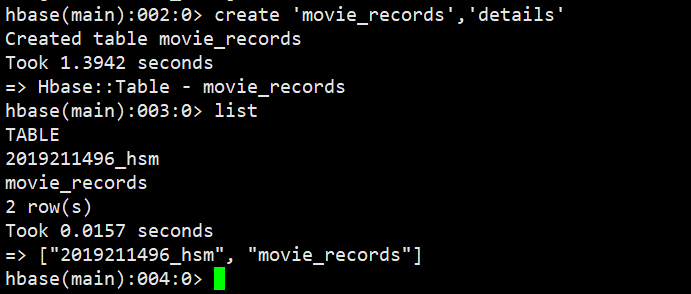 hbase(main):002:0> create 'movie_records','details'
Created table movie_records
Took 1.3942 seconds
=> Hbase::Table - movie_records
hbase(main):003:0> list
TABLE
2019211496_hsm
movie_records
2 row(s)
Took 0.0157 seconds
=> ["2019211496_hsm", "movie_records"]
hbase(main):004:0>